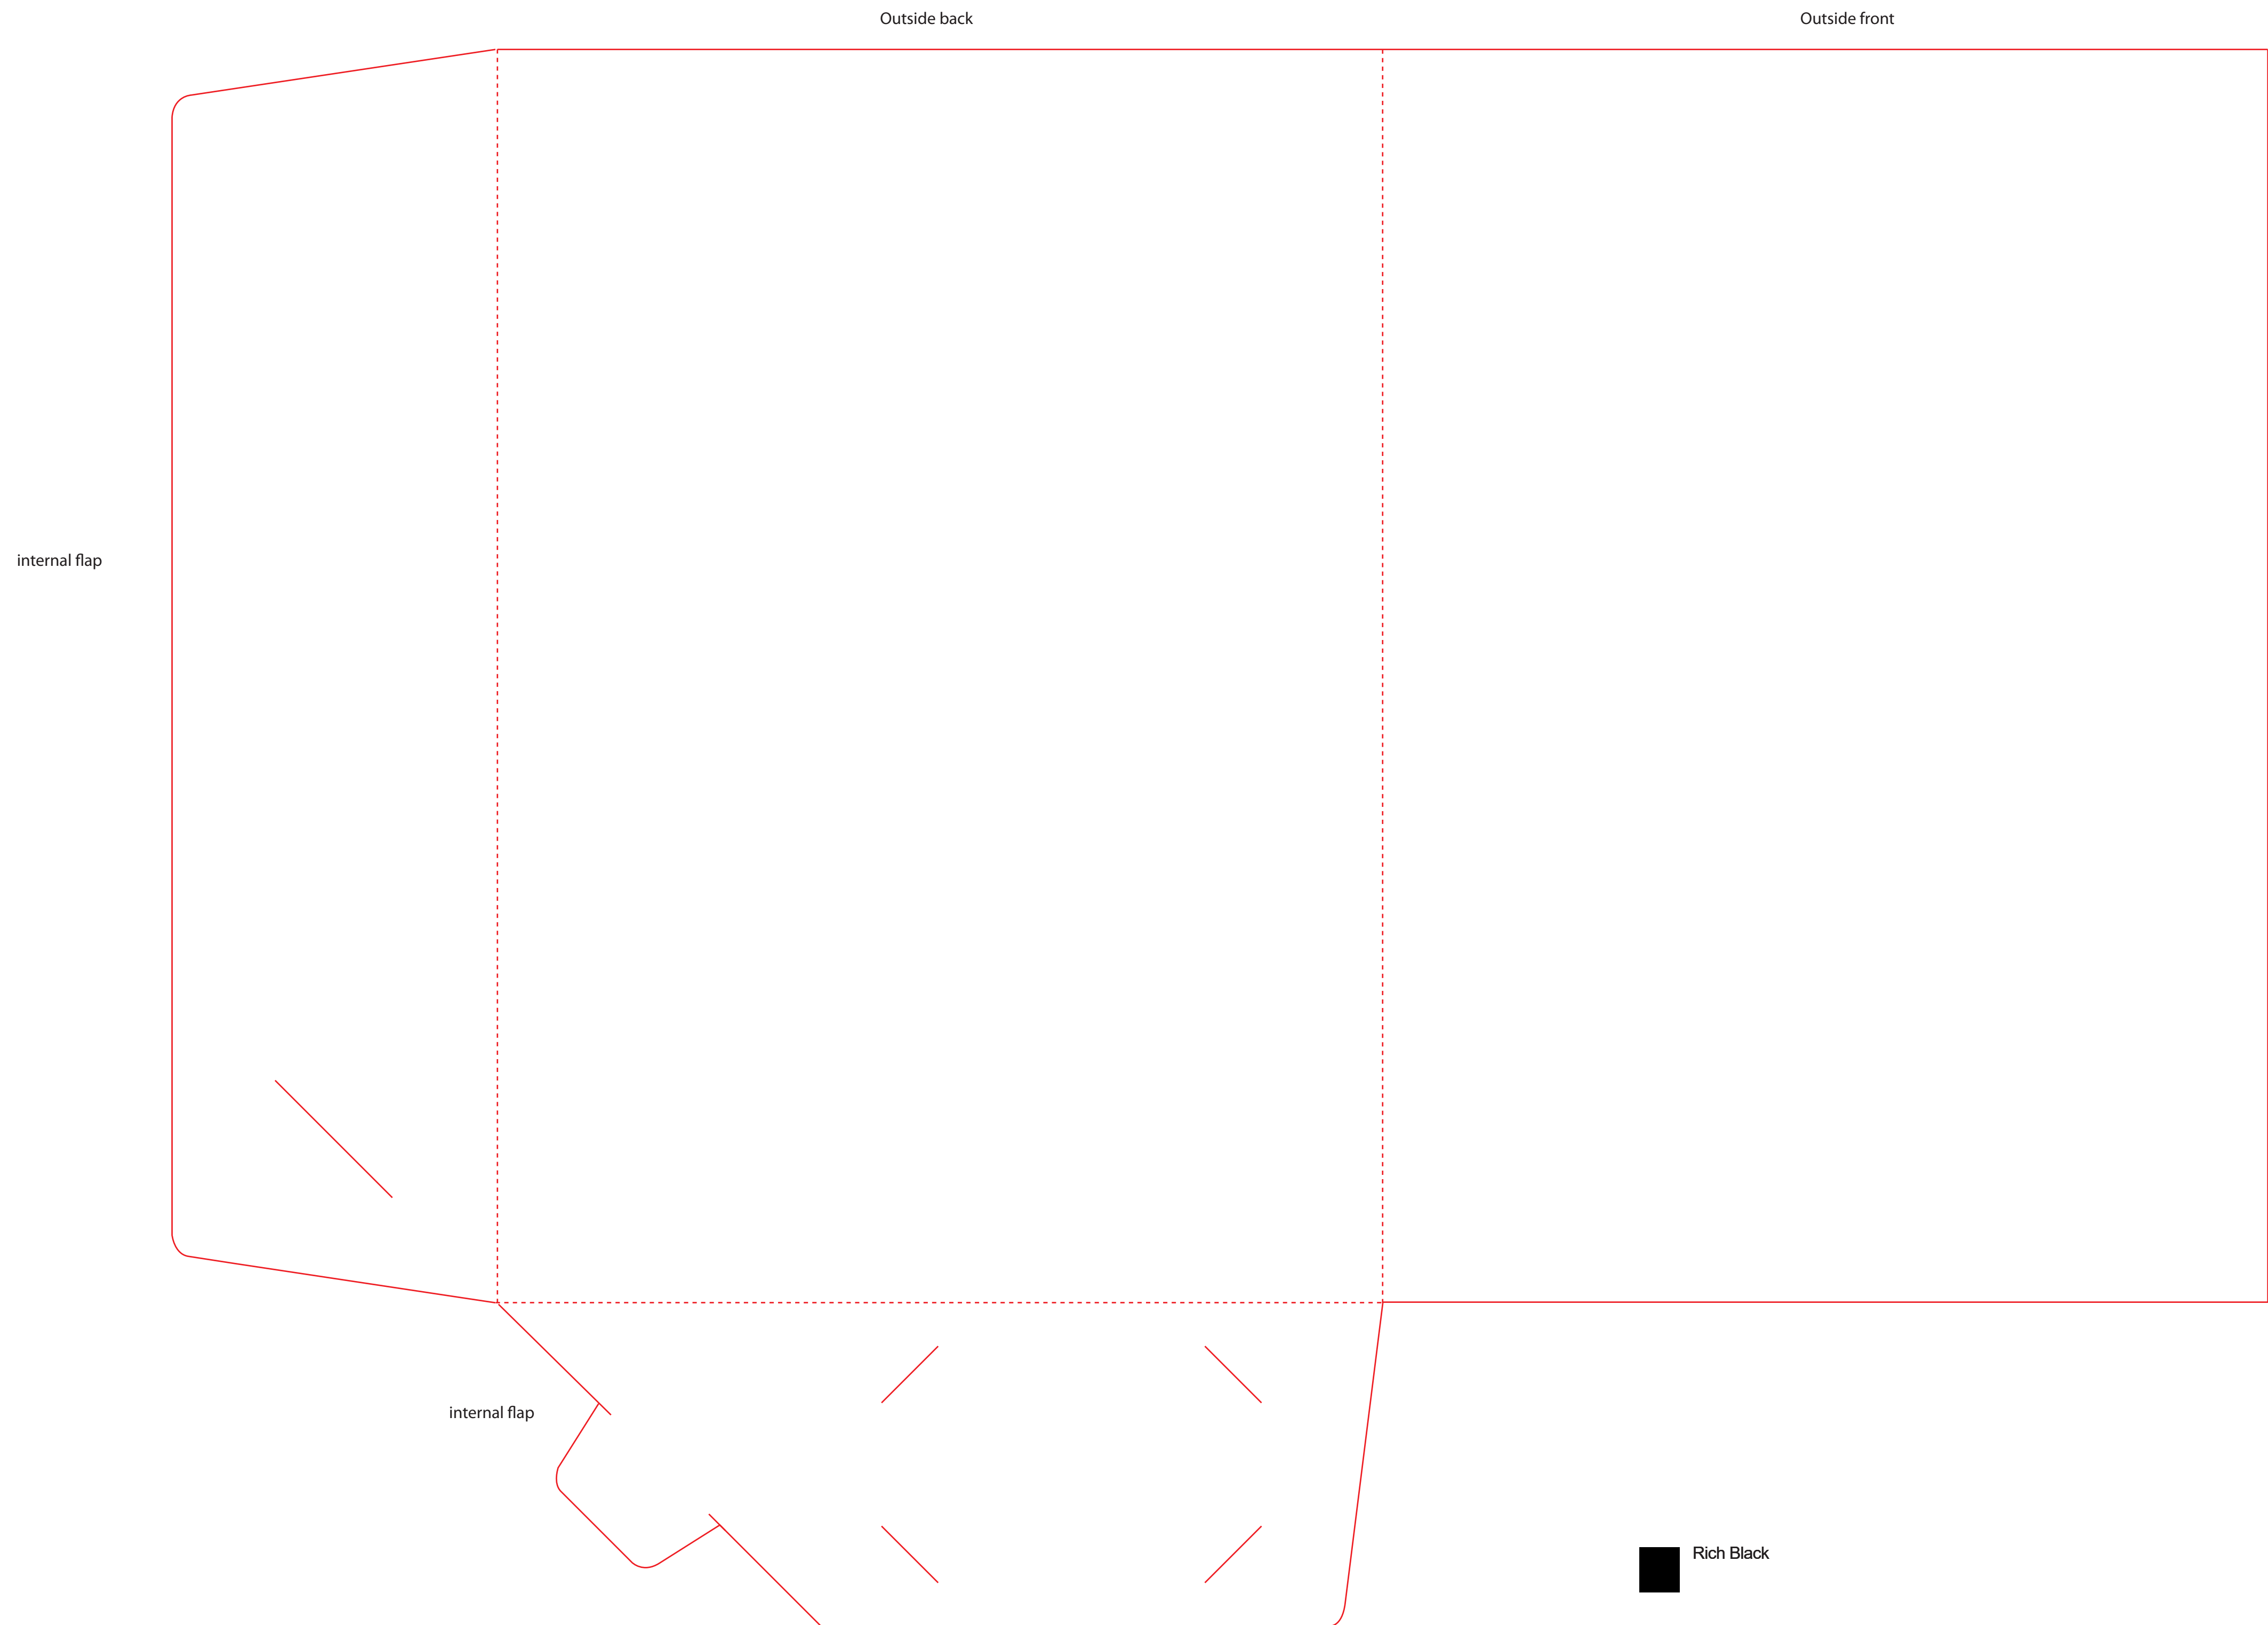 Outside back
Outside front
internal flap
internal flap
Rich Black